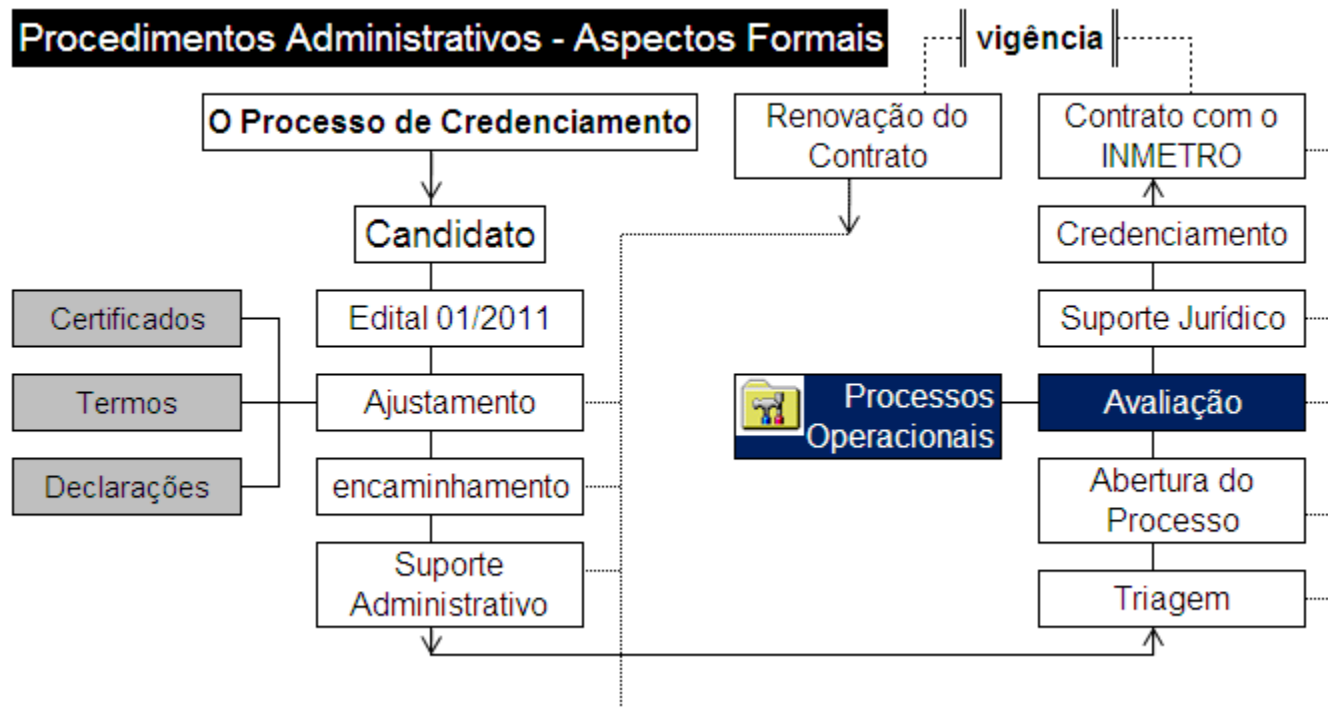 Procedimentos Administrativos - Aspectos Formais
vigência
O Processo de Credenciamento
Renovação do
Contrato
Contrato com o
INMETRO
Candidato
Credenciamento
Certificados
Edital 01/2011
Suporte Jurídico
Termos
Ajustamento
Processos
Operacionais
Avaliação
Declarações
encaminhamento
Abertura do
Processo
Suporte
Administrativo
Triagem